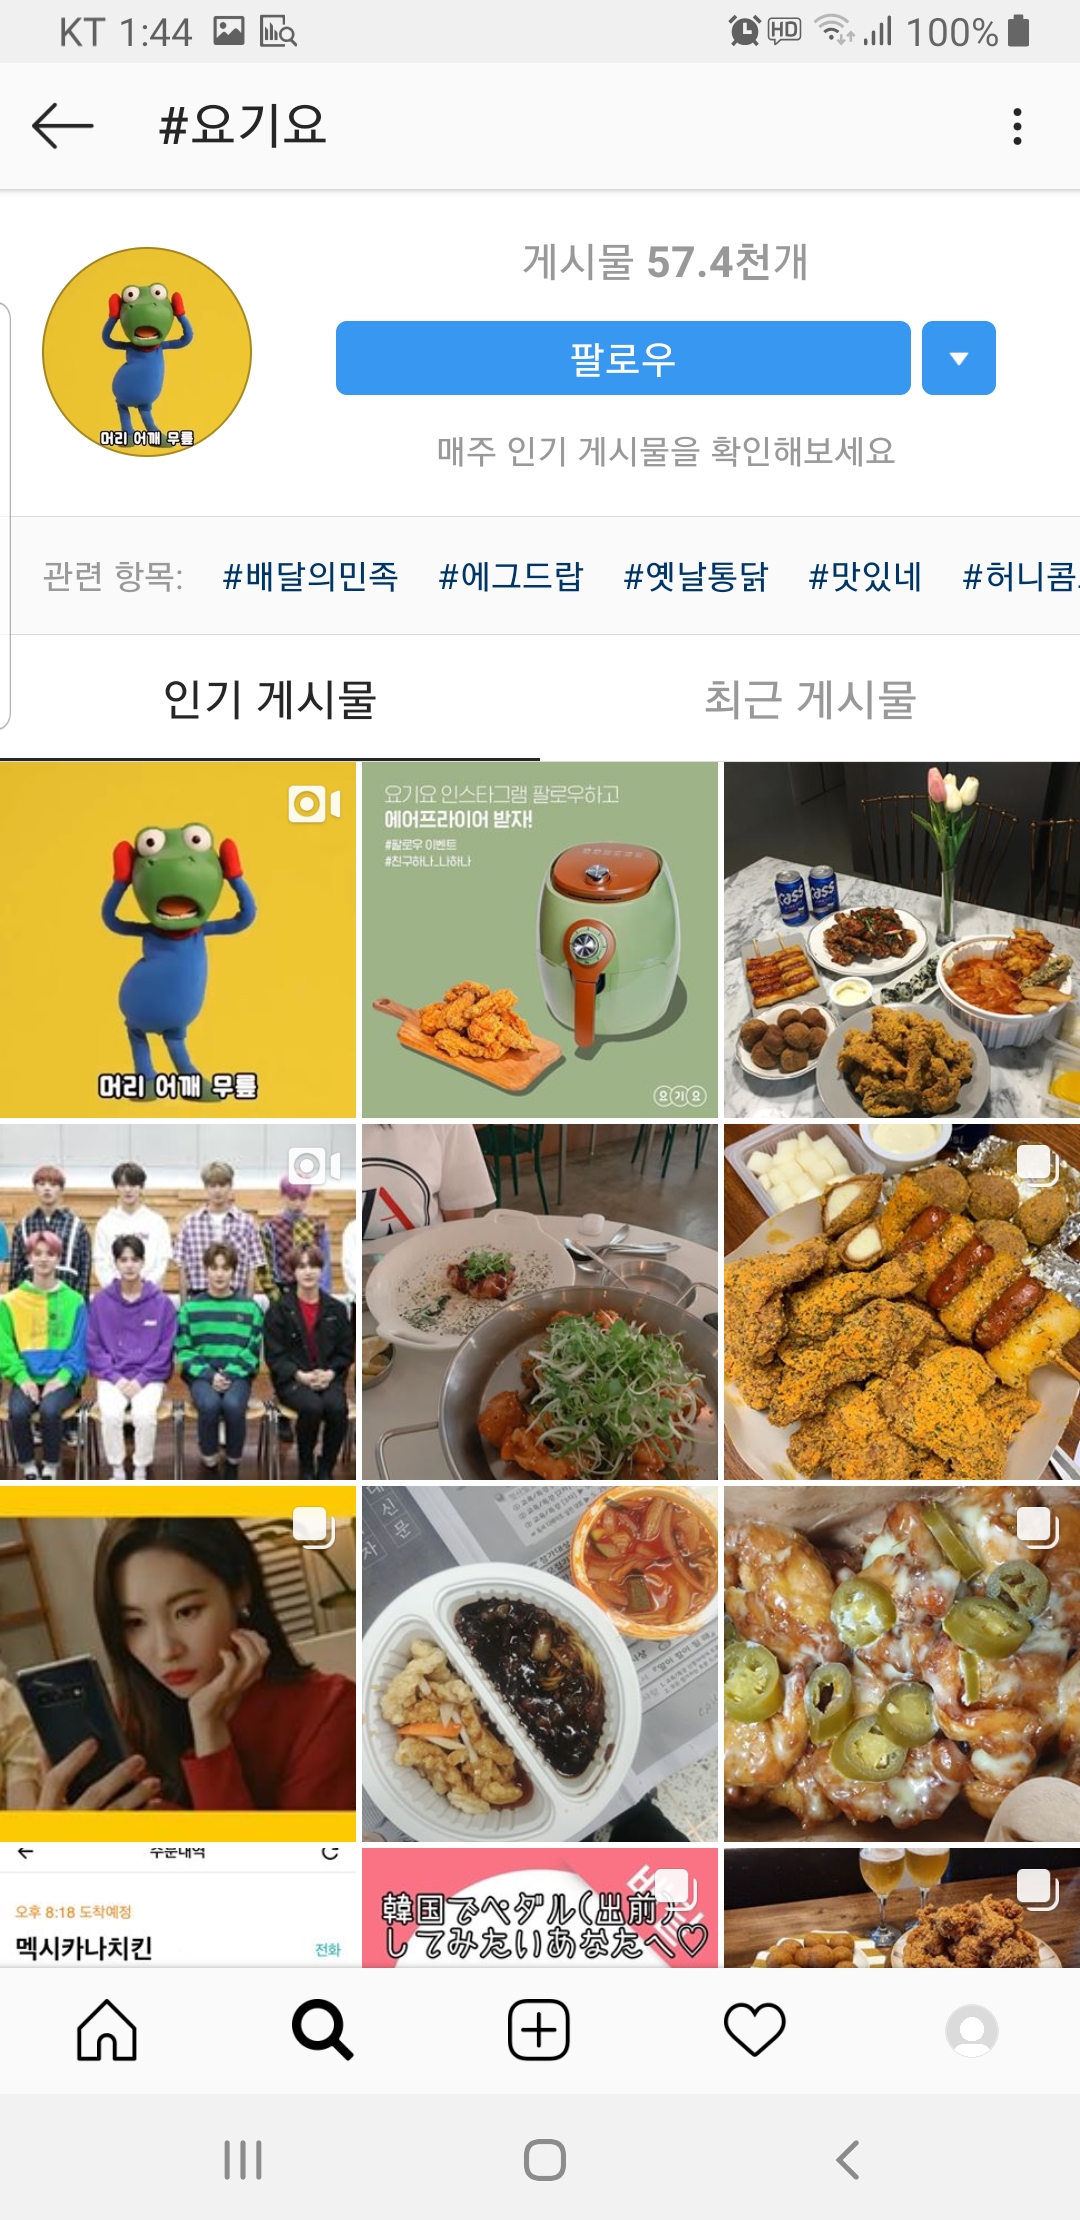 KT 1:44
HD
100%
#요기요
게시물 57.4천개
팔로우
매주 인기 게시물을 확인해보세요
머리 어깨 무릎
관련 항목: #배달의민족 #에그드랍 #옛날통닭 #맛있네 #허니콤
인기 게시물
최근 게시물
머리 어깨 무릎
요기요 인스타그램 팔로우하고
에어프라이어 받자!
#팔로우 이벤트
#친구하나_나하나
요기요
Cass
Cass
주문내역
오후 8:18 도착예정
멕시카나치킨
전화
韓国でペダル(出前)
してみたいあなたへ♡